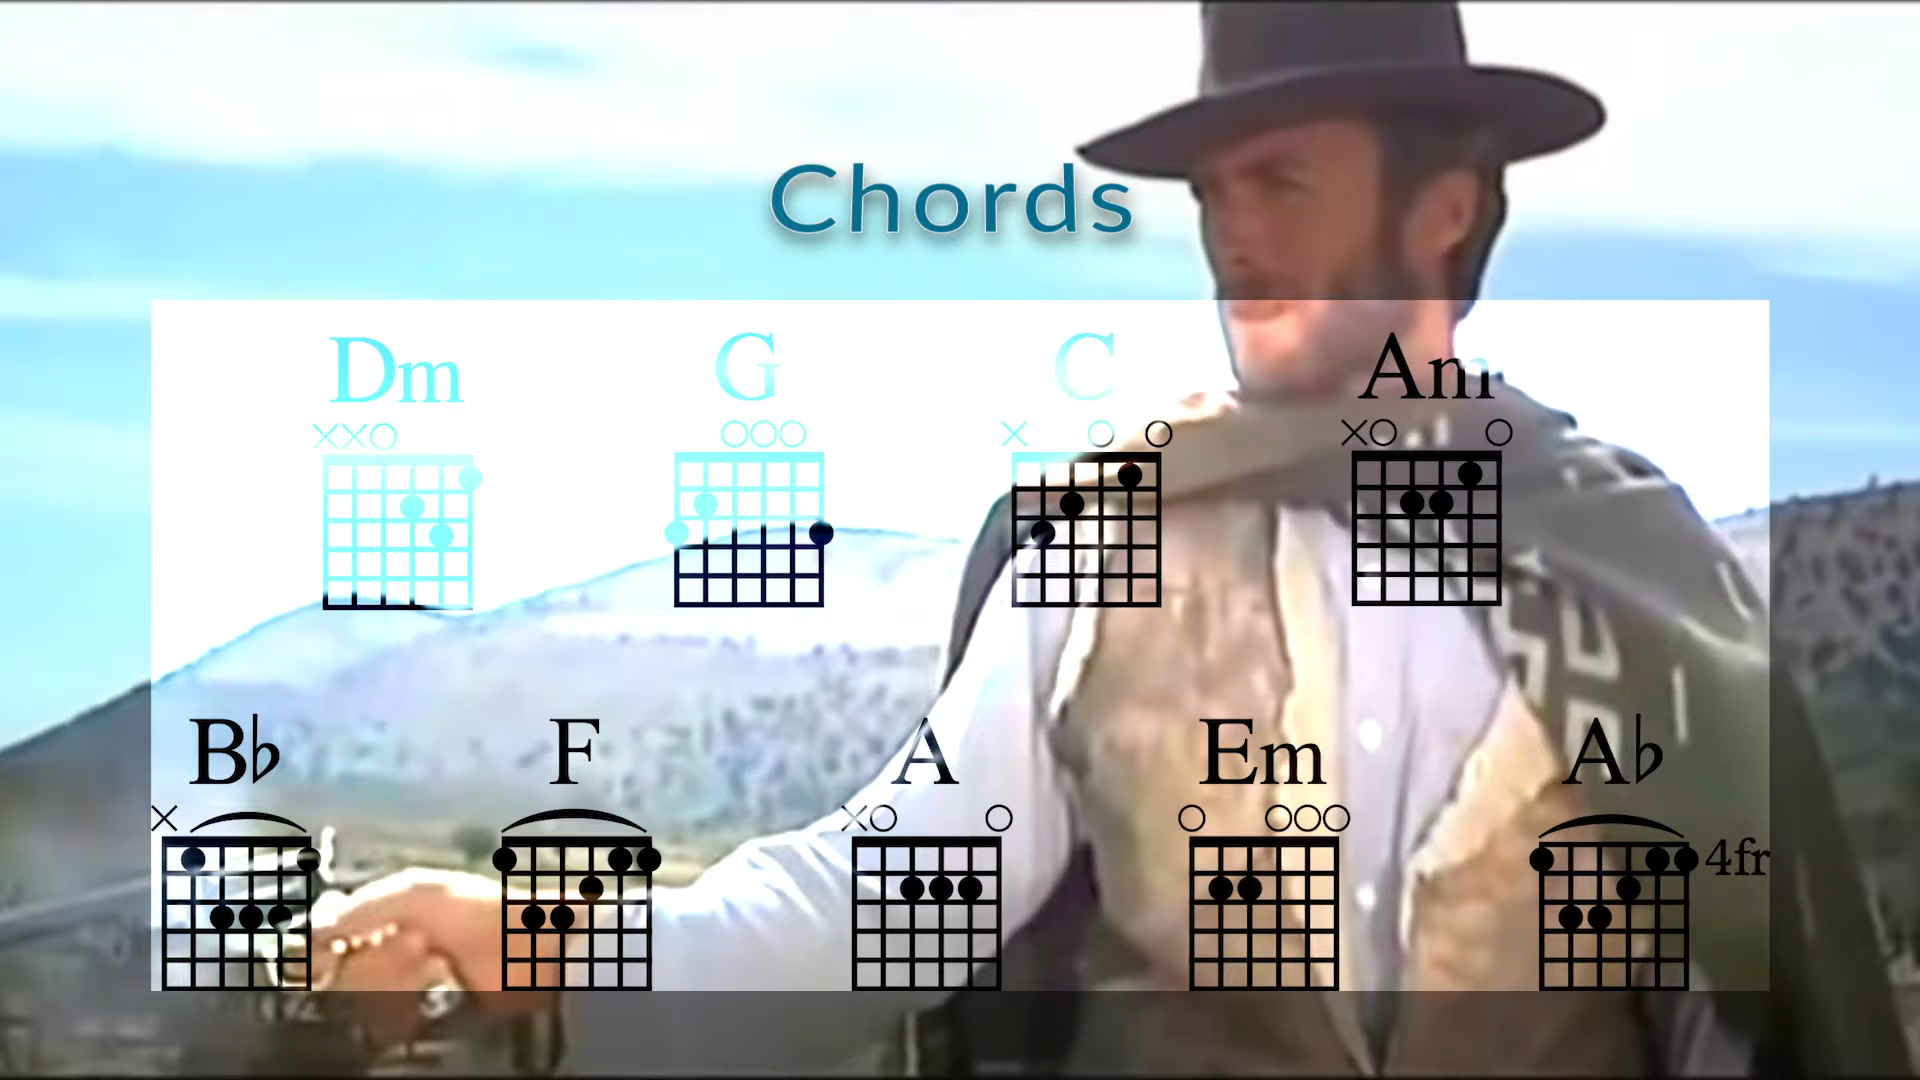 Chords
Dm G C Am
××○ ○○○ × ○ ○ ×○ ○
B♭ F A Em A♭
× ×○ ○ ○ ○○○
4fr